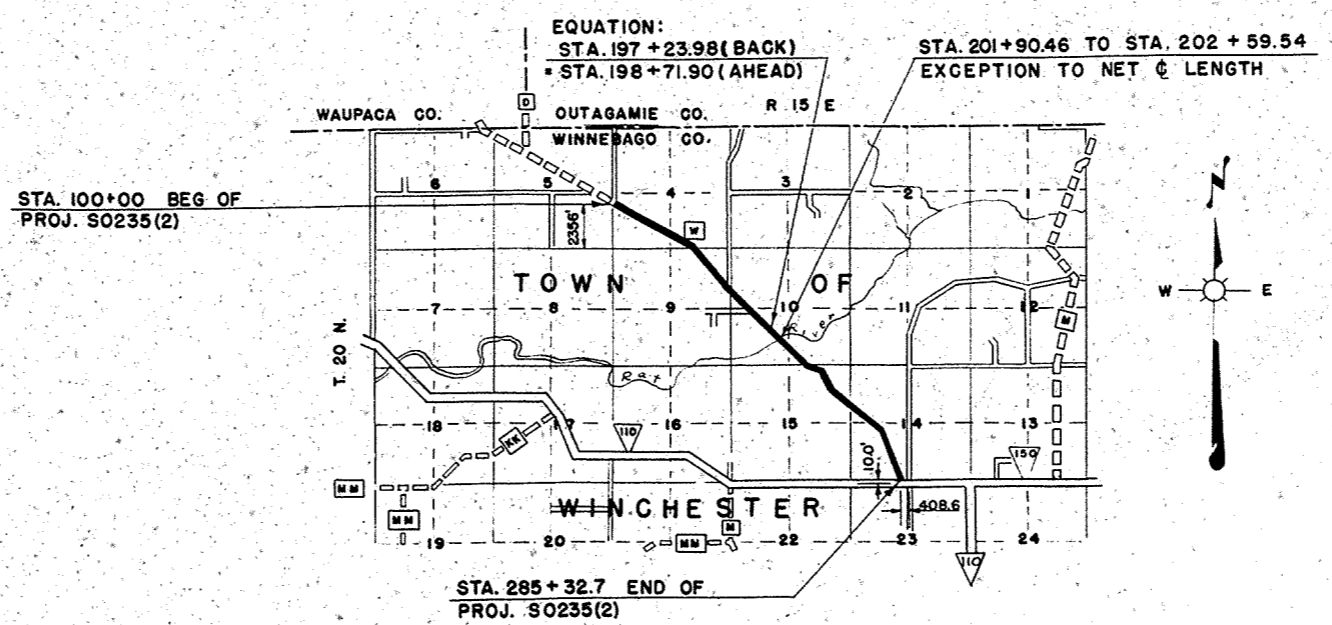 EQUATION:
STA. 197 + 23.98 (BACK)
= STA. 198 + 71.90 (AHEAD)
STA. 201+90.46 TO STA. 202 + 59.54
EXCEPTION TO NET ℄ LENGTH
D
WAUPACA CO.
OUTAGAMIE CO.
R 15 E
WINNEBAGO CO.
6
5
4
3
2
1
STA. 100+00 BEG OF
PROJ. S0235(2)
2356'
W
N
TOWN OF
W
E
7
8
9
10
11
12
M
River
T. 20 N.
Rat
18
17
16
15
14
13
KK
110
10.0'
150
MM
MM
WINCHESTER
M
408.6
19
20
MM
22
23
24
110
STA. 285 + 32.7 END OF
PROJ. S0235(2)